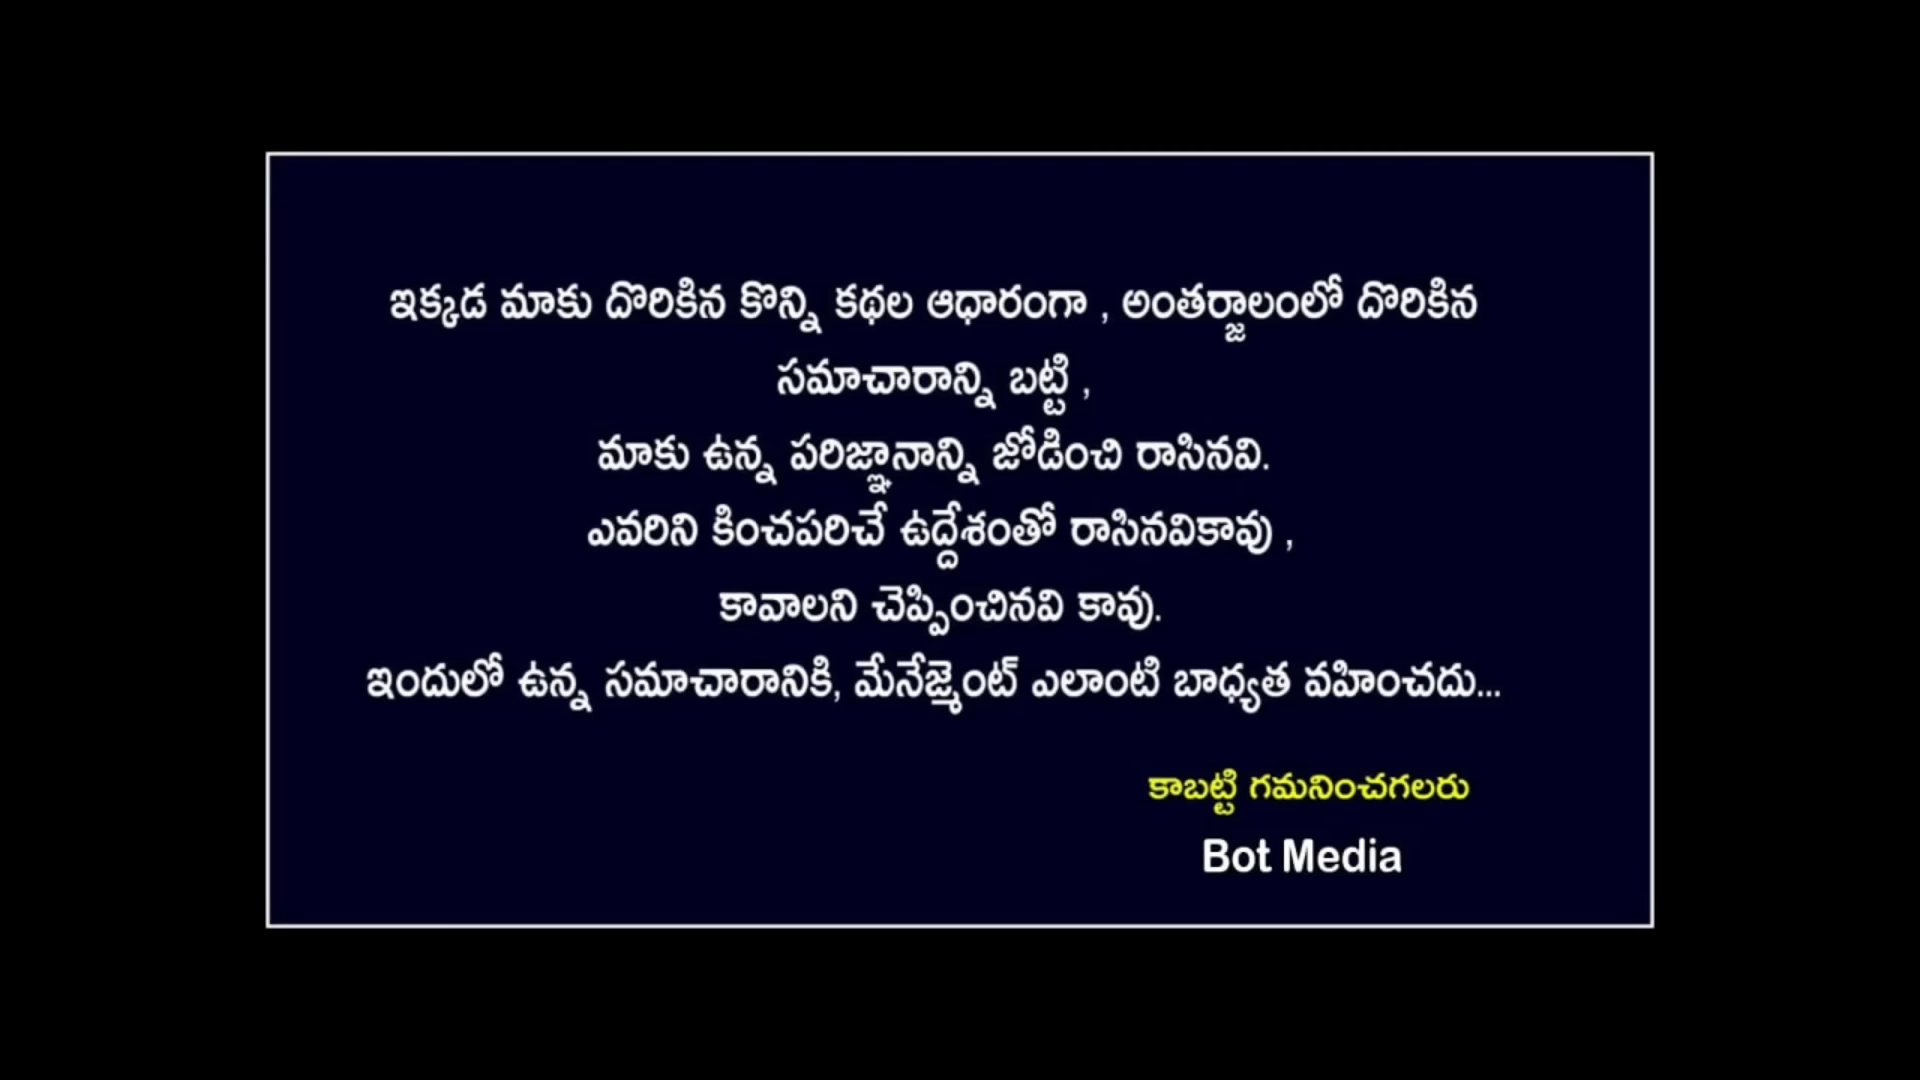 ఇక్కడ మాకు దొరికిన కొన్ని కథల ఆధారంగా , అంతర్జాలంలో దొరికిన
సమాచారాన్ని బట్టి ,
మాకు ఉన్న పరిజ్ఞానాన్ని జోడించి రాసినవి.
ఎవరిని కించపరిచే ఉద్దేశంతో రాసినవికావు ,
కావాలని చెప్పించినవి కావు.
ఇందులో ఉన్న సమాచారానికి, మేనేజ్మెంట్ ఎలాంటి బాధ్యత వహించదు...
కాబట్టి గమనించగలరు
Bot Media